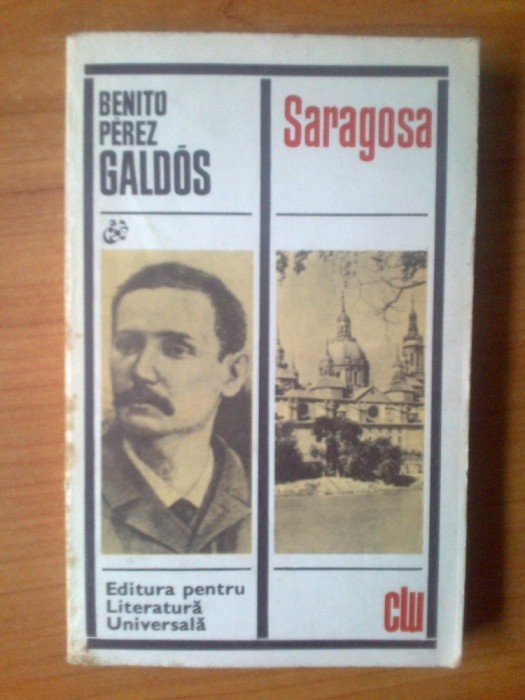 BENITO
PÉREZ
GALDÓS
Saragosa
Editura pentru
Literatură
Universală
clu